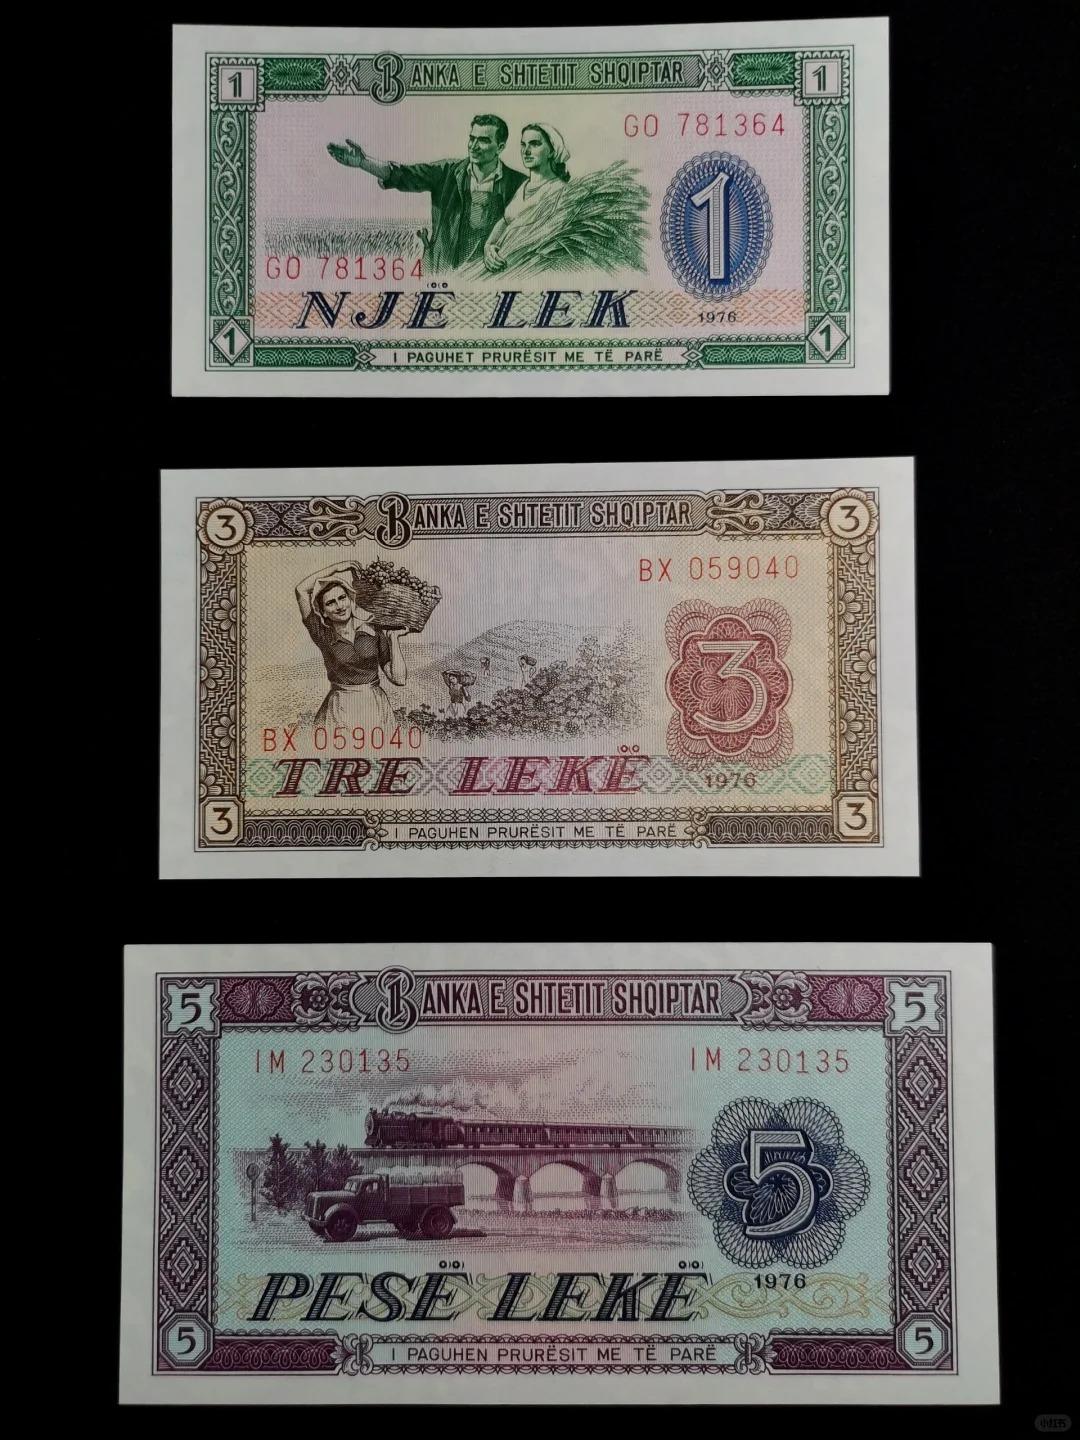 1 BANKA E SHTETIT SHQIPTAR 1
GO 781364
1
GO 781364
NJË LEK
1976
1 I PAGUHET PRURËSIT ME TË PARË 1
3 BANKA E SHTETIT SHQIPTAR 3
BX 059040
3
BX 059040
TRE LEKË
1976
3 I PAGUHEN PRURËSIT ME TË PARË 3
5 BANKA E SHTETIT SHQIPTAR 5
IM 230135 IM 230135
5
PESË LEKË
1976
5 I PAGUHEN PRURËSIT ME TË PARË 5
小红书